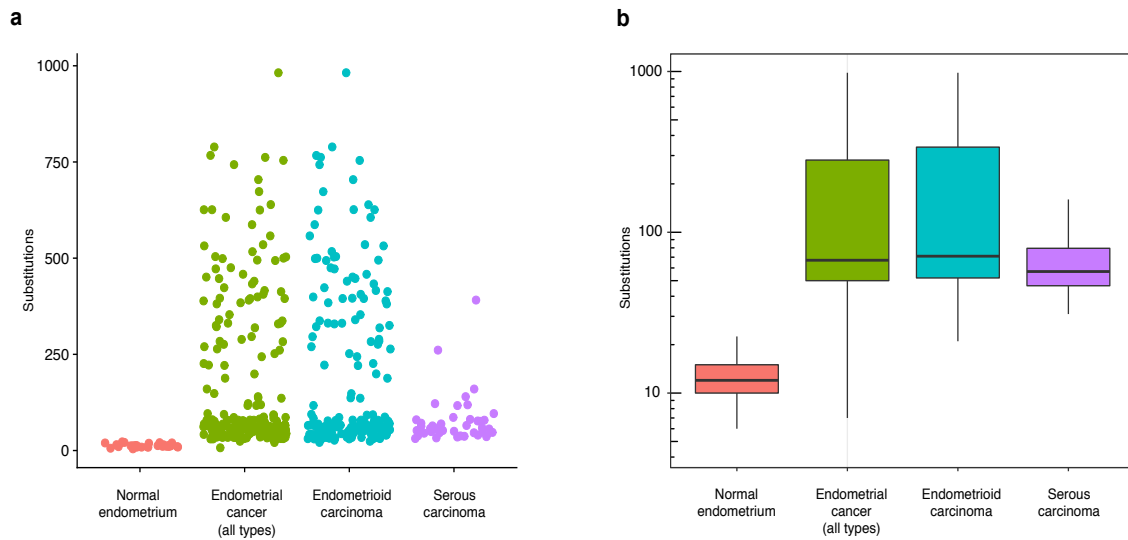 a
1000
750
500
250
0
Substitutions
Normal
endometrium
Endometrial
cancer
(all types)
Endometrioid
carcinoma
Serous
carcinoma
b
1000
100
10
Substitutions
Normal
endometrium
Endometrial
cancer
(all types)
Endometrioid
carcinoma
Serous
carcinoma